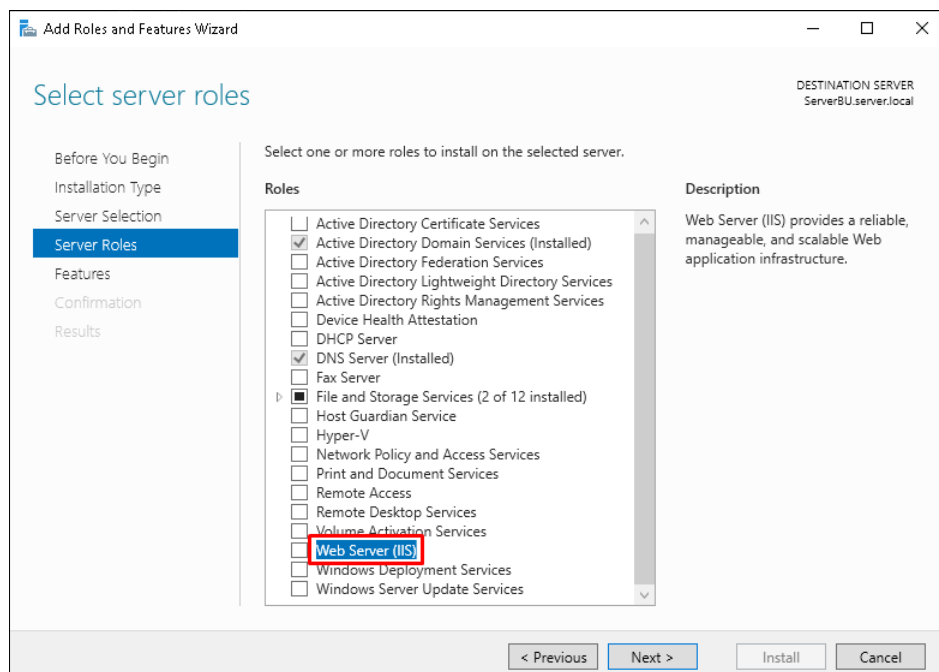 Add Roles and Features Wizard
Select server roles
DESTINATION SERVER
ServerBU.server.local
Before You Begin
Installation Type
Server Selection
Server Roles
Features
Confirmation
Results
Select one or more roles to install on the selected server.
Roles
Active Directory Certificate Services
Active Directory Domain Services (Installed)
Active Directory Federation Services
Active Directory Lightweight Directory Services
Active Directory Rights Management Services
Device Health Attestation
DHCP Server
DNS Server (Installed)
Fax Server
File and Storage Services (2 of 12 installed)
Host Guardian Service
Hyper-V
Network Policy and Access Services
Print and Document Services
Remote Access
Remote Desktop Services
Volume Activation Services
Web Server (IIS)
Windows Deployment Services
Windows Server Update Services
Description
Web Server (IIS) provides a reliable,
manageable, and scalable Web
application infrastructure.
< Previous
Next >
Install
Cancel